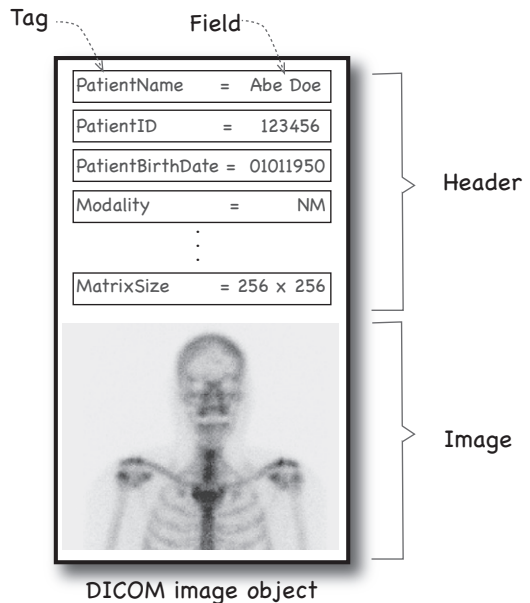 Tag
Field
PatientName = Abe Doe
PatientID = 123456
PatientBirthDate = 01011950
Modality = NM
MatrixSize = 256 x 256
Header
Image
DICOM image object